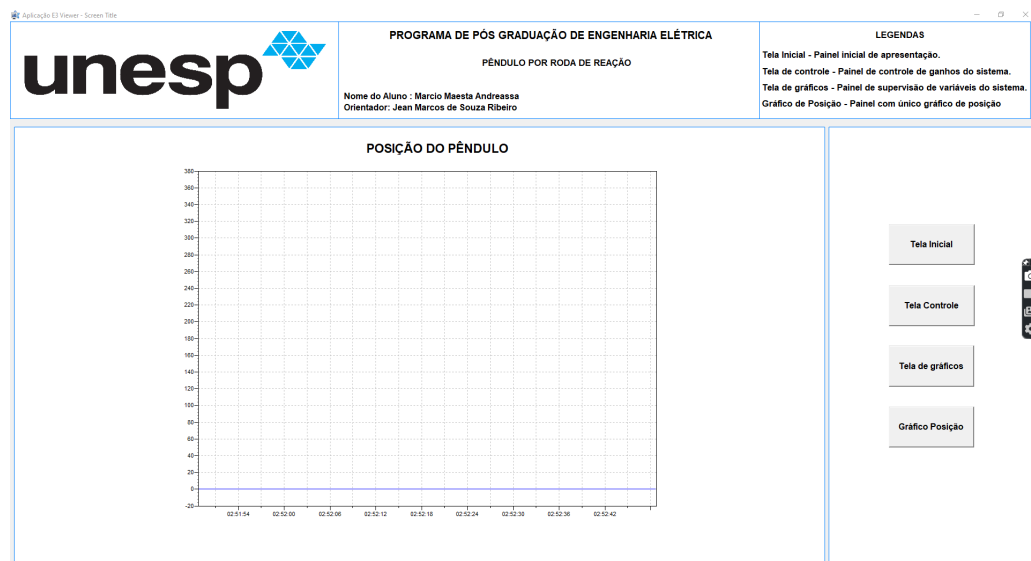 Aplicação E3 Viewer - Screen Title
unesp
PROGRAMA DE PÓS GRADUAÇÃO DE ENGENHARIA ELÉTRICA
PÊNDULO POR RODA DE REAÇÃO
Nome do Aluno : Marcio Maesta Andreassa
Orientador: Jean Marcos de Souza Ribeiro
LEGENDAS
Tela Inicial - Painel inicial de apresentação.
Tela de controle - Painel de controle de ganhos do sistema.
Tela de gráficos - Painel de supervisão de variáveis do sistema.
Gráfico de Posição - Painel com único gráfico de posição
POSIÇÃO DO PÊNDULO
380
360
340
320
300
280
260
240
220
200
180
160
140
120
100
80
60
40
20
0
-20
02:51:54 02:52:00 02:52:06 02:52:12 02:52:18 02:52:24 02:52:30 02:52:36 02:52:42
Tela Inicial
Tela Controle
Tela de gráficos
Gráfico Posição